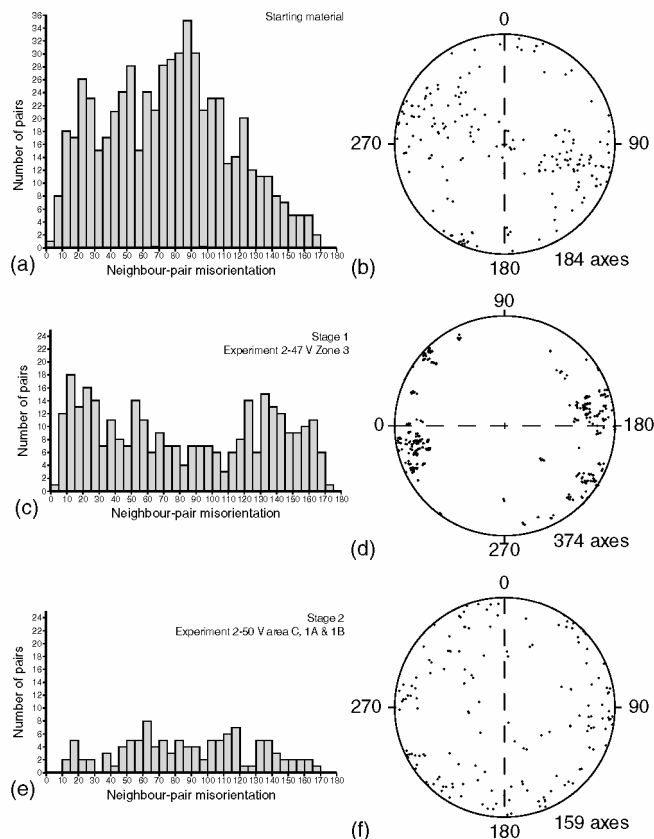 Starting material
36
34
32
30
28
26
24
22
20
18
16
14
12
10
8
6
4
2
0
Number of pairs
0 10 20 30 40 50 60 70 80 90 100 110 120 130 140 150 160 170 180
Neighbour-pair misorientation
(a)
0
270
90
180
184 axes
(b)
Stage 1
Experiment 2-47 V Zone 3
24
22
20
18
16
14
12
10
8
6
4
2
0
Number of pairs
0 10 20 30 40 50 60 70 80 90 100 110 120 130 140 150 160 170 180
Neighbour-pair misorientation
(c)
90
0
180
270
374 axes
(d)
Stage 2
Experiment 2-50 V area C, 1A & 1B
24
22
20
18
16
14
12
10
8
6
4
2
0
Number of pairs
0 10 20 30 40 50 60 70 80 90 100 110 120 130 140 150 160 170 180
Neighbour-pair misorientation
(e)
0
270
90
180
159 axes
(f)